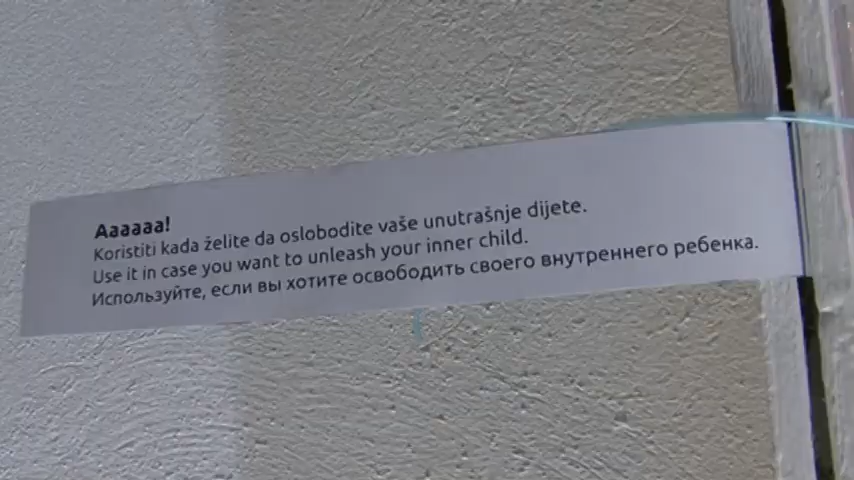 Aaaaaa!
Koristiti kada želite da oslobodite vaše unutrašnje dijete.
Use it in case you want to unleash your inner child.
Используйте, если вы хотите освободить своего внутреннего ребенка.